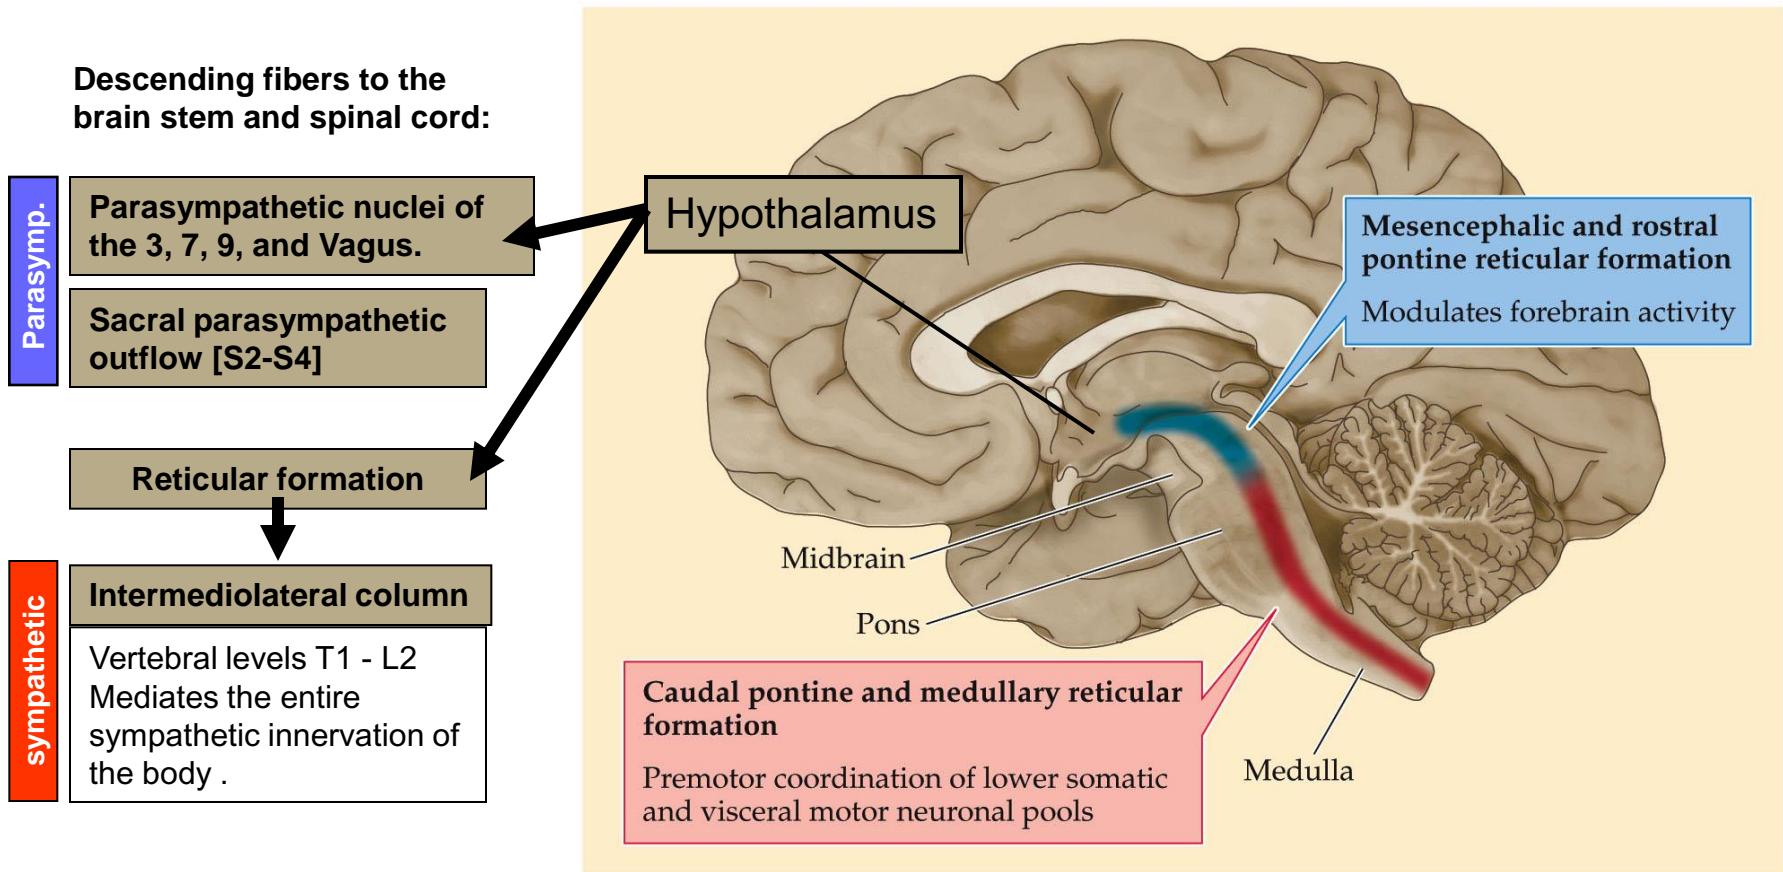 Descending fibers to the
brain stem and spinal cord:
Parasymp.
Parasympathetic nuclei of
the 3, 7, 9, and Vagus.
Sacral parasympathetic
outflow [S2-S4]
Reticular formation
sympathetic
Intermediolateral column
Vertebral levels T1 - L2
Mediates the entire
sympathetic innervation of
the body .
Hypothalamus
Mesencephalic and rostral
pontine reticular formation
Modulates forebrain activity
Midbrain
Pons
Caudal pontine and medullary reticular
formation
Premotor coordination of lower somatic
and visceral motor neuronal pools
Medulla